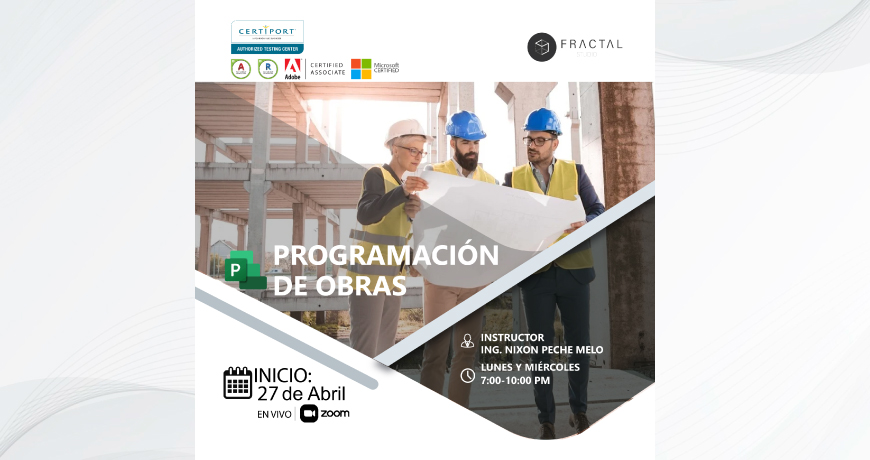 CERTIPORT
AUTHORIZED TESTING CENTER
A
R
Adobe
CERTIFIED
ASSOCIATE
Microsoft
CERTIFIED
FRACTAL
P
PROGRAMACIÓN
DE OBRAS
INSTRUCTOR
ING. NIXON PECHE MELO
LUNES Y MIÉRCOLES
7:00-10:00 PM
INICIO:
27 de Abril
EN VIVO
zoom